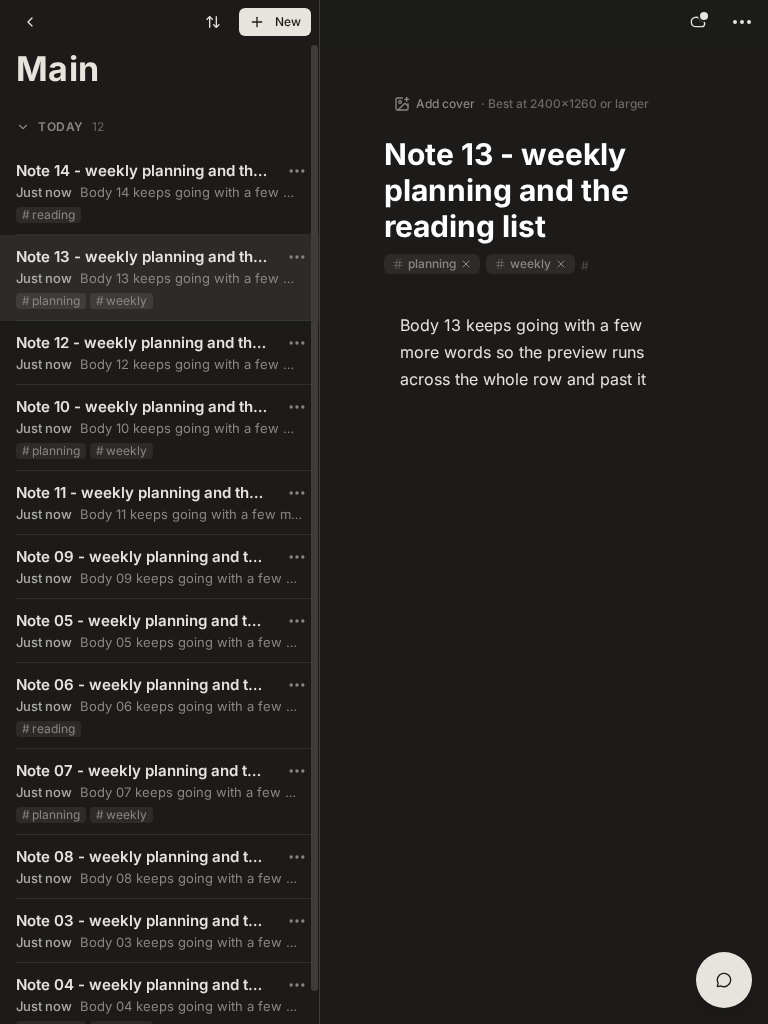 New
Main
TODAY 12
Note 14 - weekly planning and th...
Just now Body 14 keeps going with a few ...
# reading
Note 13 - weekly planning and th...
Just now Body 13 keeps going with a few ...
# planning # weekly
Note 12 - weekly planning and th...
Just now Body 12 keeps going with a few ...
Note 10 - weekly planning and th...
Just now Body 10 keeps going with a few ...
# planning # weekly
Note 11 - weekly planning and th...
Just now Body 11 keeps going with a few m...
Note 09 - weekly planning and t...
Just now Body 09 keeps going with a few ...
Note 05 - weekly planning and t...
Just now Body 05 keeps going with a few ...
Note 06 - weekly planning and t...
Just now Body 06 keeps going with a few ...
# reading
Note 07 - weekly planning and t...
Just now Body 07 keeps going with a few ...
# planning # weekly
Note 08 - weekly planning and t...
Just now Body 08 keeps going with a few ...
Note 03 - weekly planning and t...
Just now Body 03 keeps going with a few ...
Note 04 - weekly planning and t...
Just now Body 04 keeps going with a few ...
Add cover · Best at 2400×1260 or larger
Note 13 - weekly
planning and the
reading list
# planning × # weekly × #
Body 13 keeps going with a few
more words so the preview runs
across the whole row and past it